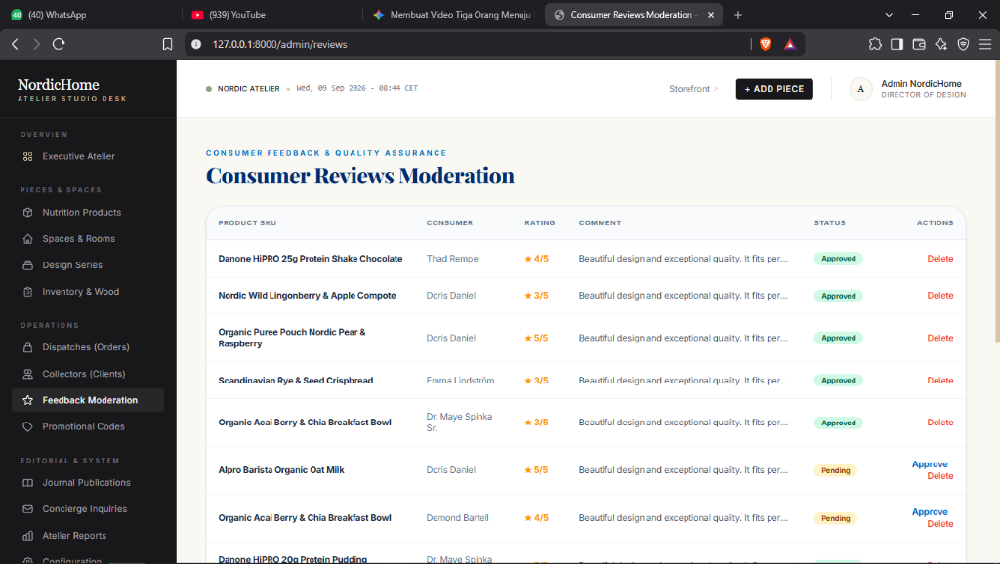 (40) WhatsApp
(939) YouTube
Membuat Video Tiga Orang Menuju
Consumer Reviews Moderation
127.0.0.1:8000/admin/reviews
NordicHome
ATELIER STUDIO DESK
OVERVIEW
Executive Atelier
PIECES & SPACES
Nutrition Products
Spaces & Rooms
Design Series
Inventory & Wood
OPERATIONS
Dispatches (Orders)
Collectors (Clients)
Feedback Moderation
Promotional Codes
EDITORIAL & SYSTEM
Journal Publications
Concierge Inquiries
Atelier Reports
Configuration
NORDIC ATELIER Wed, 09 Sep 2026 - 08:44 CET
Storefront ↗
+ ADD PIECE
A
Admin NordicHome
DIRECTOR OF DESIGN
CONSUMER FEEDBACK & QUALITY ASSURANCE
Consumer Reviews Moderation
PRODUCT SKU CONSUMER RATING COMMENT STATUS ACTIONS
Danone HiPRO 25g Protein Shake Chocolate Thad Rempel ★ 4/5 Beautiful design and exceptional quality. It fits per... Approved Delete
Nordic Wild Lingonberry & Apple Compote Doris Daniel ★ 3/5 Beautiful design and exceptional quality. It fits per... Approved Delete
Organic Puree Pouch Nordic Pear &
Raspberry Doris Daniel ★ 5/5 Beautiful design and exceptional quality. It fits per... Approved Delete
Scandinavian Rye & Seed Crispbread Emma Lindström ★ 3/5 Beautiful design and exceptional quality. It fits per... Approved Delete
Organic Acai Berry & Chia Breakfast Bowl Dr. Maye Spinka
Sr. ★ 3/5 Beautiful design and exceptional quality. It fits per... Approved Delete
Alpro Barista Organic Oat Milk Doris Daniel ★ 5/5 Beautiful design and exceptional quality. It fits per... Pending Approve
Delete
Organic Acai Berry & Chia Breakfast Bowl Demond Bartell ★ 4/5 Beautiful design and exceptional quality. It fits per... Pending Approve
Delete
Danone HiPRO 20g Protein Pudding Dr. Maye Spinka